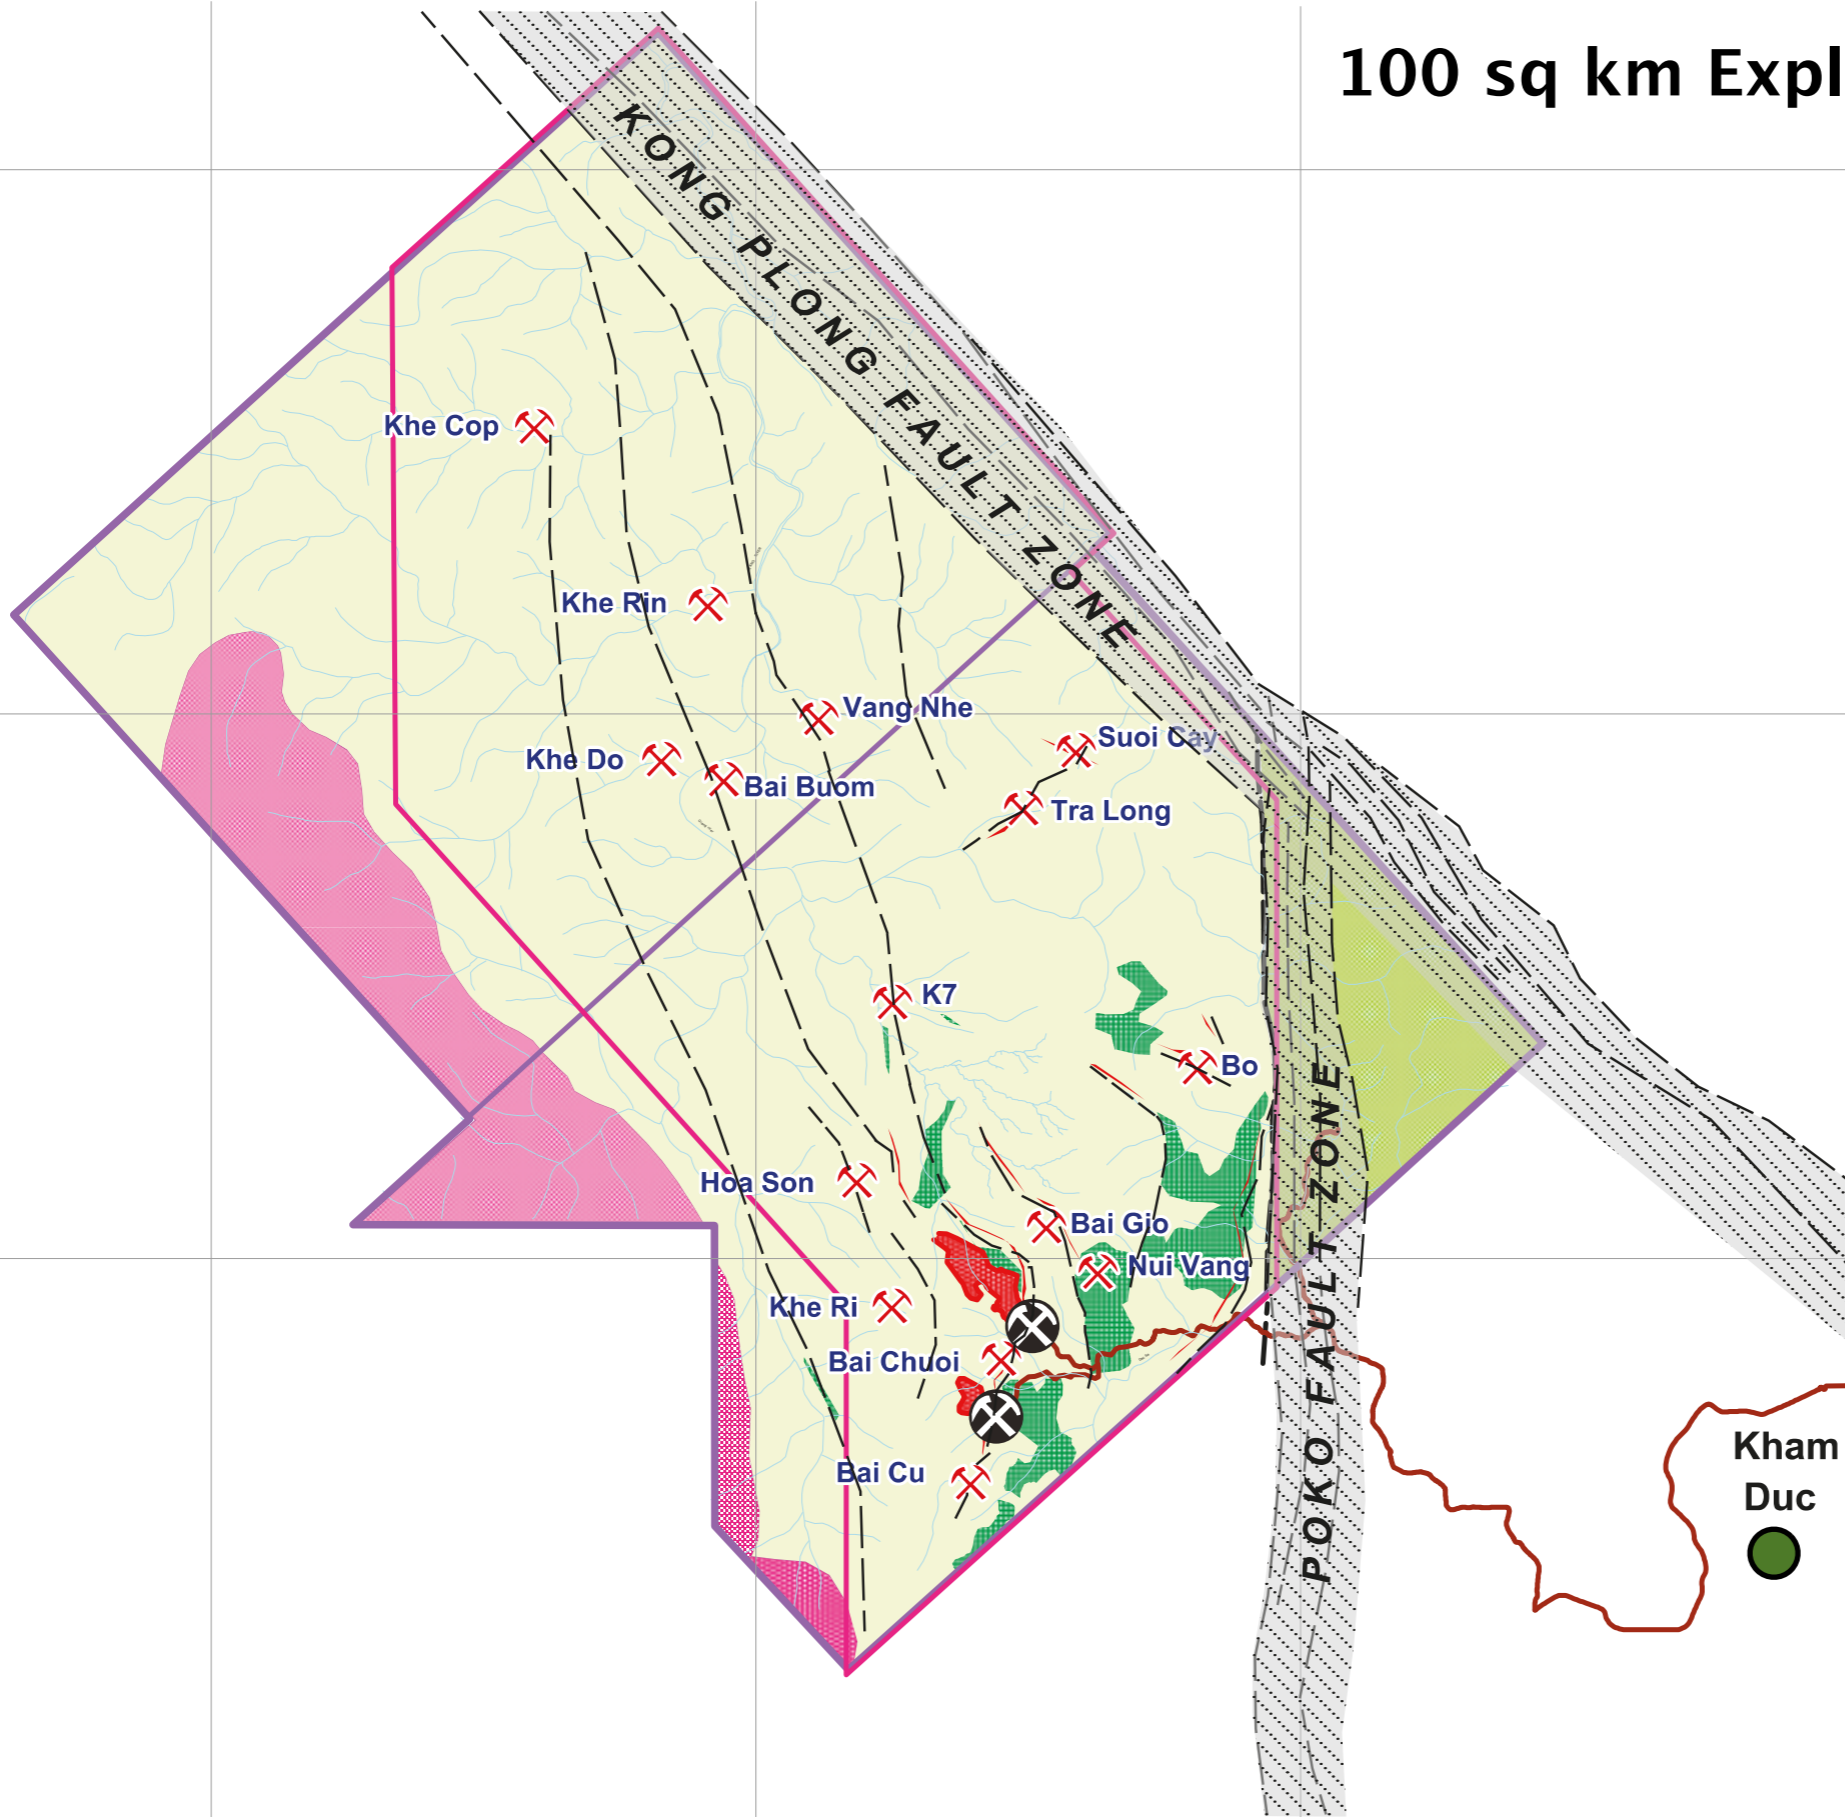 100 sq km Expl
KONG PLONG FAULT ZONE
Khe Cop
Khe Rin
Vang Nhe
Suoi Cay
Khe Do
Bai Buom
Tra Long
K7
Bo
Hoa Son
Bai Gio
Nui Vang
Khe Ri
Bai Chuoi
Bai Cu
POKO FAULT ZONE
Kham
Duc